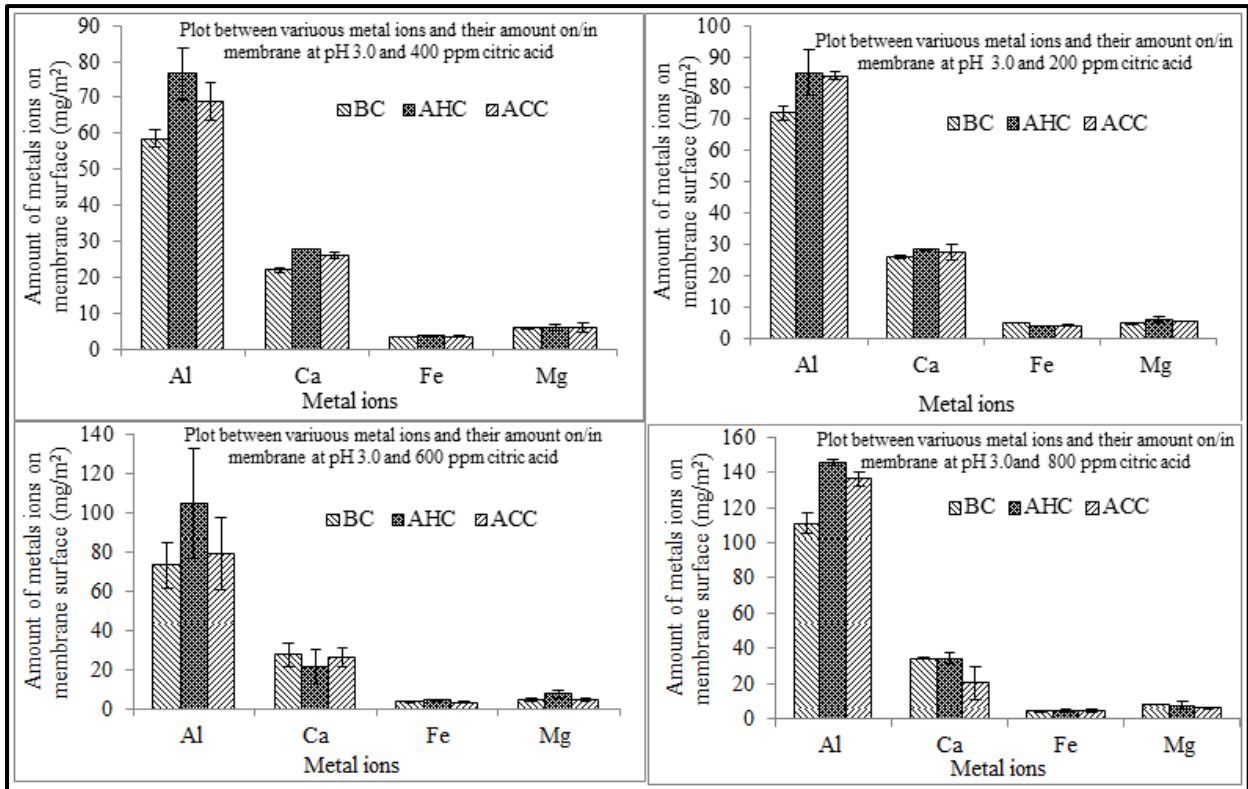 Plot between variuous metal ions and their amount on/in
membrane at pH 3.0 and 400 ppm citric acid
Amount of metals ions on
membrane surface (mg/m²)
90
80
70
60
50
40
30
20
10
0
BC AHC ACC
Al Ca Fe Mg
Metal ions
Plot between variuous metal ions and their amount on/in
membrane at pH 3.0 and 200 ppm citric acid
Amount of metals ions on
membrane surface (mg/m²)
100
90
80
70
60
50
40
30
20
10
0
BC AHC ACC
Al Ca Fe Mg
Metal ions
Plot between variuous metal ions and their amount on/in
membrane at pH 3.0 and 600 ppm citric acid
Amount of metals ions on
membrane surface (mg/m²)
140
120
100
80
60
40
20
0
BC AHC ACC
Al Ca Fe Mg
Metal ions
Plot between variuous metal ions and their amount on/in
membrane at pH 3.0and 800 ppm citric acid
Amount of metals ions on
membrane surface (mg/m²)
160
140
120
100
80
60
40
20
0
BC AHC ACC
Al Ca Fe Mg
Metal ions